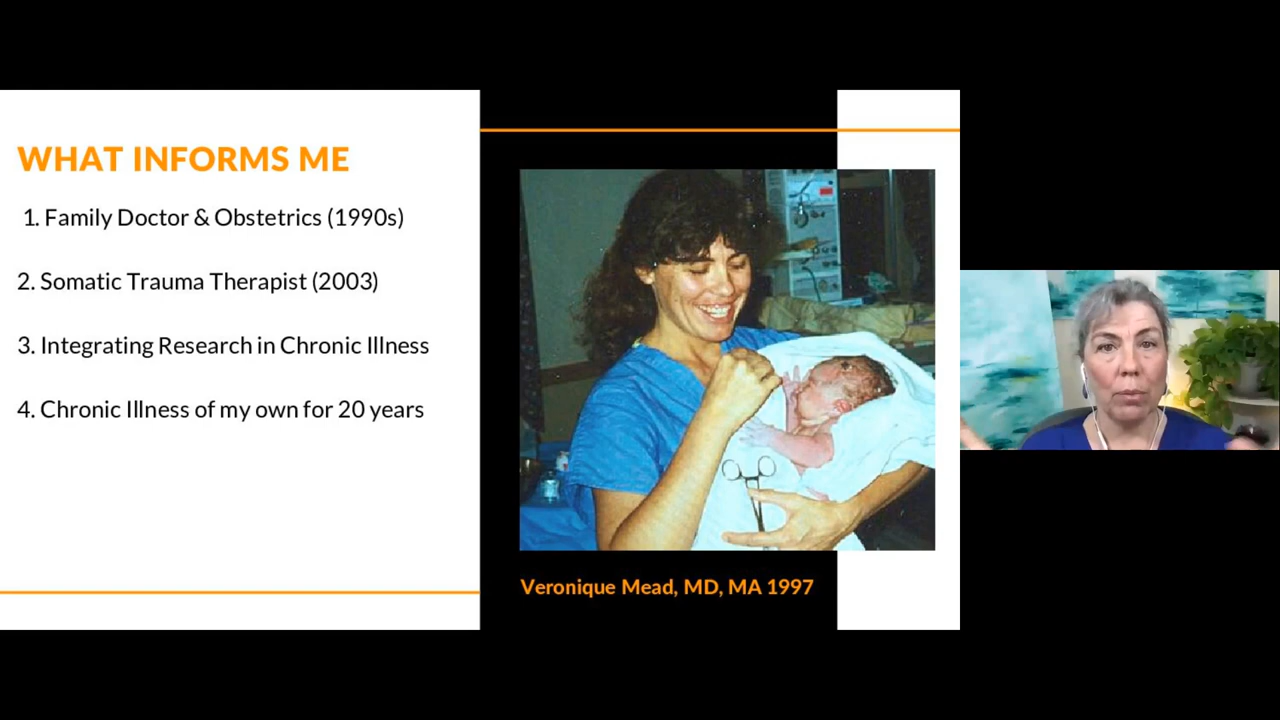 WHAT INFORMS ME
1. Family Doctor & Obstetrics (1990s)
2. Somatic Trauma Therapist (2003)
3. Integrating Research in Chronic Illness
4. Chronic Illness of my own for 20 years
Veronique Mead, MD, MA 1997